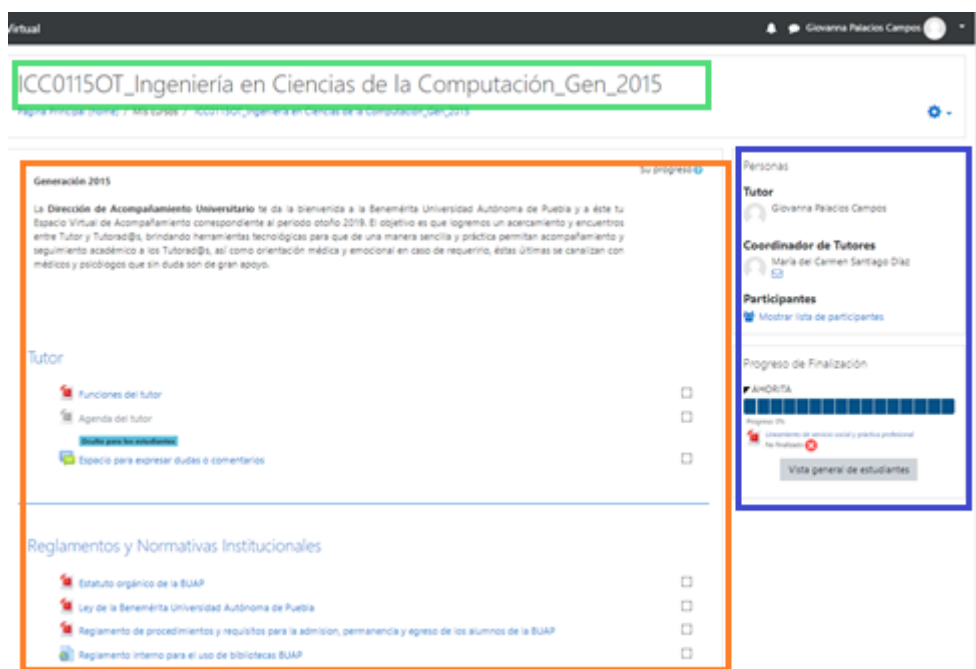 Virtual
Giovanna Palacios Campos
ICC0115OT_Ingeniería en Ciencias de la Computación_Gen_2015
Página Principal (home) / Mis cursos / ICC0115OT_Ingeniería en Ciencias de la Computación_Gen_2015
Su progreso
Generación 2015
La Dirección de Acompañamiento Universitario te da la bienvenida a la Benemérita Universidad Autónoma de Puebla y a éste tu
Espacio Virtual de Acompañamiento correspondiente al periodo otoño 2019. El objetivo es que logremos un acercamiento y encuentros
entre Tutor y Tutorad@s, brindando herramientas tecnológicas para que de una manera sencilla y práctica permitan acompañamiento y
seguimiento académico a los Tutorad@s, así como orientación médica y emocional en caso de requerirlo, éstas últimas se canalizan con
médicos y psicólogos que sin duda son de gran apoyo.
Tutor
Funciones del tutor
Agenda del tutor
Oculto para los estudiantes
Espacio para expresar dudas o comentarios
Reglamentos y Normativas Institucionales
Estatuto orgánico de la BUAP
Ley de la Benemérita Universidad Autónoma de Puebla
Reglamento de procedimientos y requisitos para la admision, permanencia y egreso de los alumnos de la BUAP
Reglamento interno para el uso de bibliotecas BUAP
Personas
Tutor
Giovanna Palacios Campos
Coordinador de Tutores
María del Carmen Santiago Díaz
Participantes
Mostrar lista de participantes
Progreso de Finalización
AHORITA
Progreso: 0%
Lineamiento de servicio social y práctica profesional
No finalizado
Vista general de estudiantes